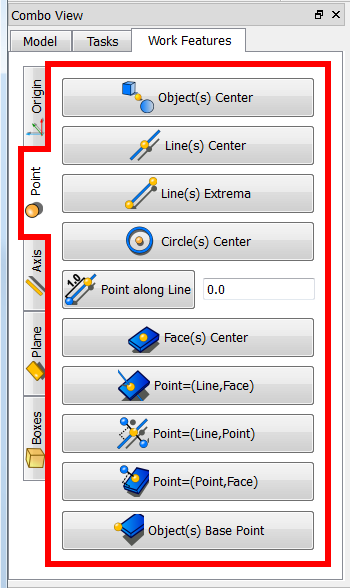 Combo View
Model Tasks Work Features
Origin
Point
Axis
Plane
Boxes
Object(s) Center
Line(s) Center
Line(s) Extrema
Circle(s) Center
1.0 Point along Line 0.0
Face(s) Center
Point=(Line,Face)
Point=(Line,Point)
Point=(Point,Face)
Object(s) Base Point